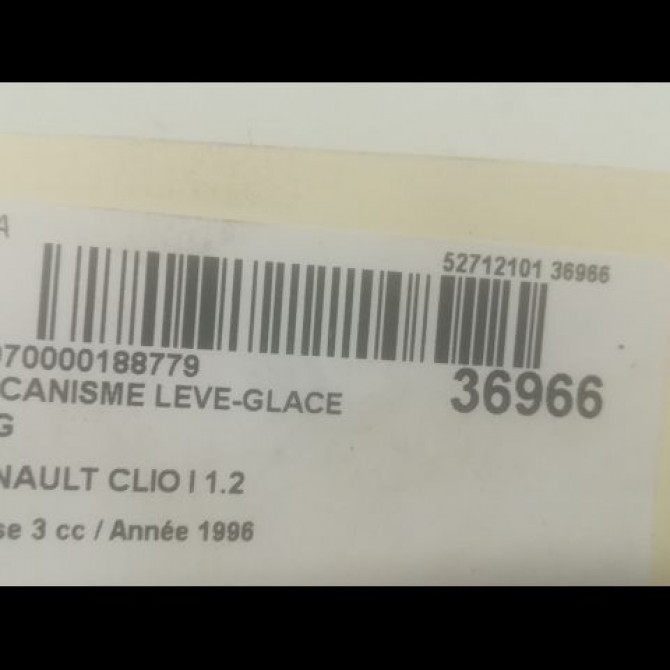 A
52712101 36966
070000188779
CANISME LEVE-GLACE
36966
G
NAULT CLIO I 1.2
se 3 cc / Année 1996